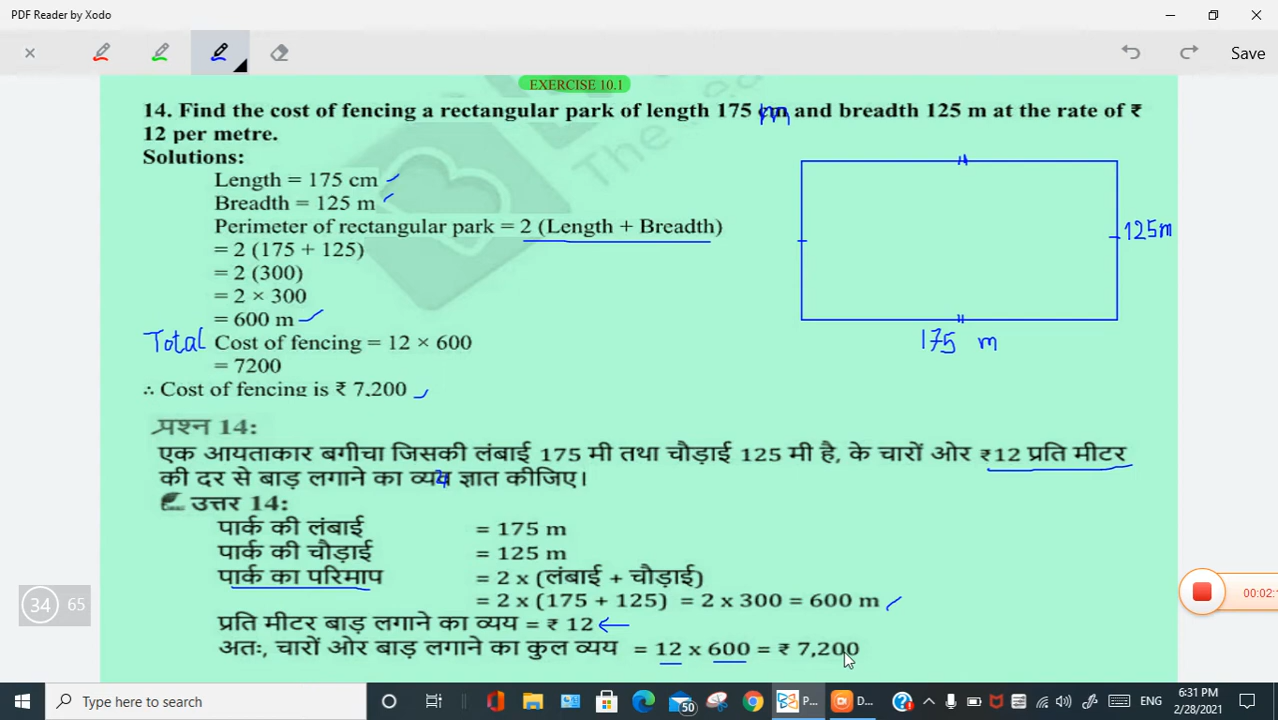 PDF Reader by Xodo
Save
EXERCISE 10.1
14. Find the cost of fencing a rectangular park of length 175 m and breadth 125 m at the rate of ₹
12 per metre.
Solutions:
Length = 175 cm
Breadth = 125 m
Perimeter of rectangular park = 2 (Length + Breadth)
= 2 (175 + 125)
= 2 (300)
= 2 × 300
= 600 m
Total Cost of fencing = 12 × 600
= 7200
∴ Cost of fencing is ₹ 7,200
125m
175 m
प्रश्न 14:
एक आयताकार बगीचा जिसकी लंबाई 175 मी तथा चौड़ाई 125 मी है, के चारों ओर ₹12 प्रति मीटर
की दर से बाड़ लगाने का व्यय ज्ञात कीजिए।
उत्तर 14:
पार्क की लंबाई = 175 m
पार्क की चौड़ाई = 125 m
पार्क का परिमाप = 2 x (लंबाई + चौड़ाई)
= 2 x (175 + 125) = 2 x 300 = 600 m
प्रति मीटर बाड़ लगाने का व्यय = ₹ 12
अतः, चारों ओर बाड़ लगाने का कुल व्यय = 12 x 600 = ₹ 7,200
34 65
00:02:
Type here to search
50
P...
D...
ENG
6:31 PM
2/28/2021